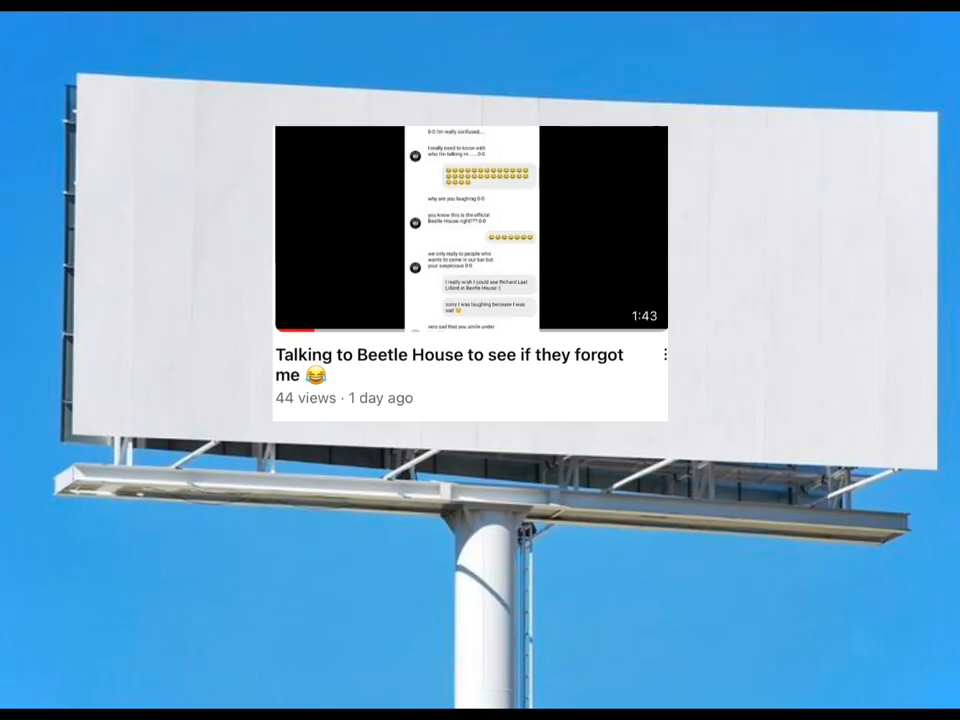 0-0 I'm really confused....
I really need to know with
who I'm talking rn.......0-0
why are you laughing 0-0
you know this is the official
Beetle House right??? 0-0
we only reply to people who
wants to come in our bar but
your suspicious 0-0
I really wish I could see Richard Last
Lillard in Beetle House :(
sorry I was laughing because I was
sad 😢
very sad that you smile under
1:43
Talking to Beetle House to see if they forgot
me 😂
44 views · 1 day ago